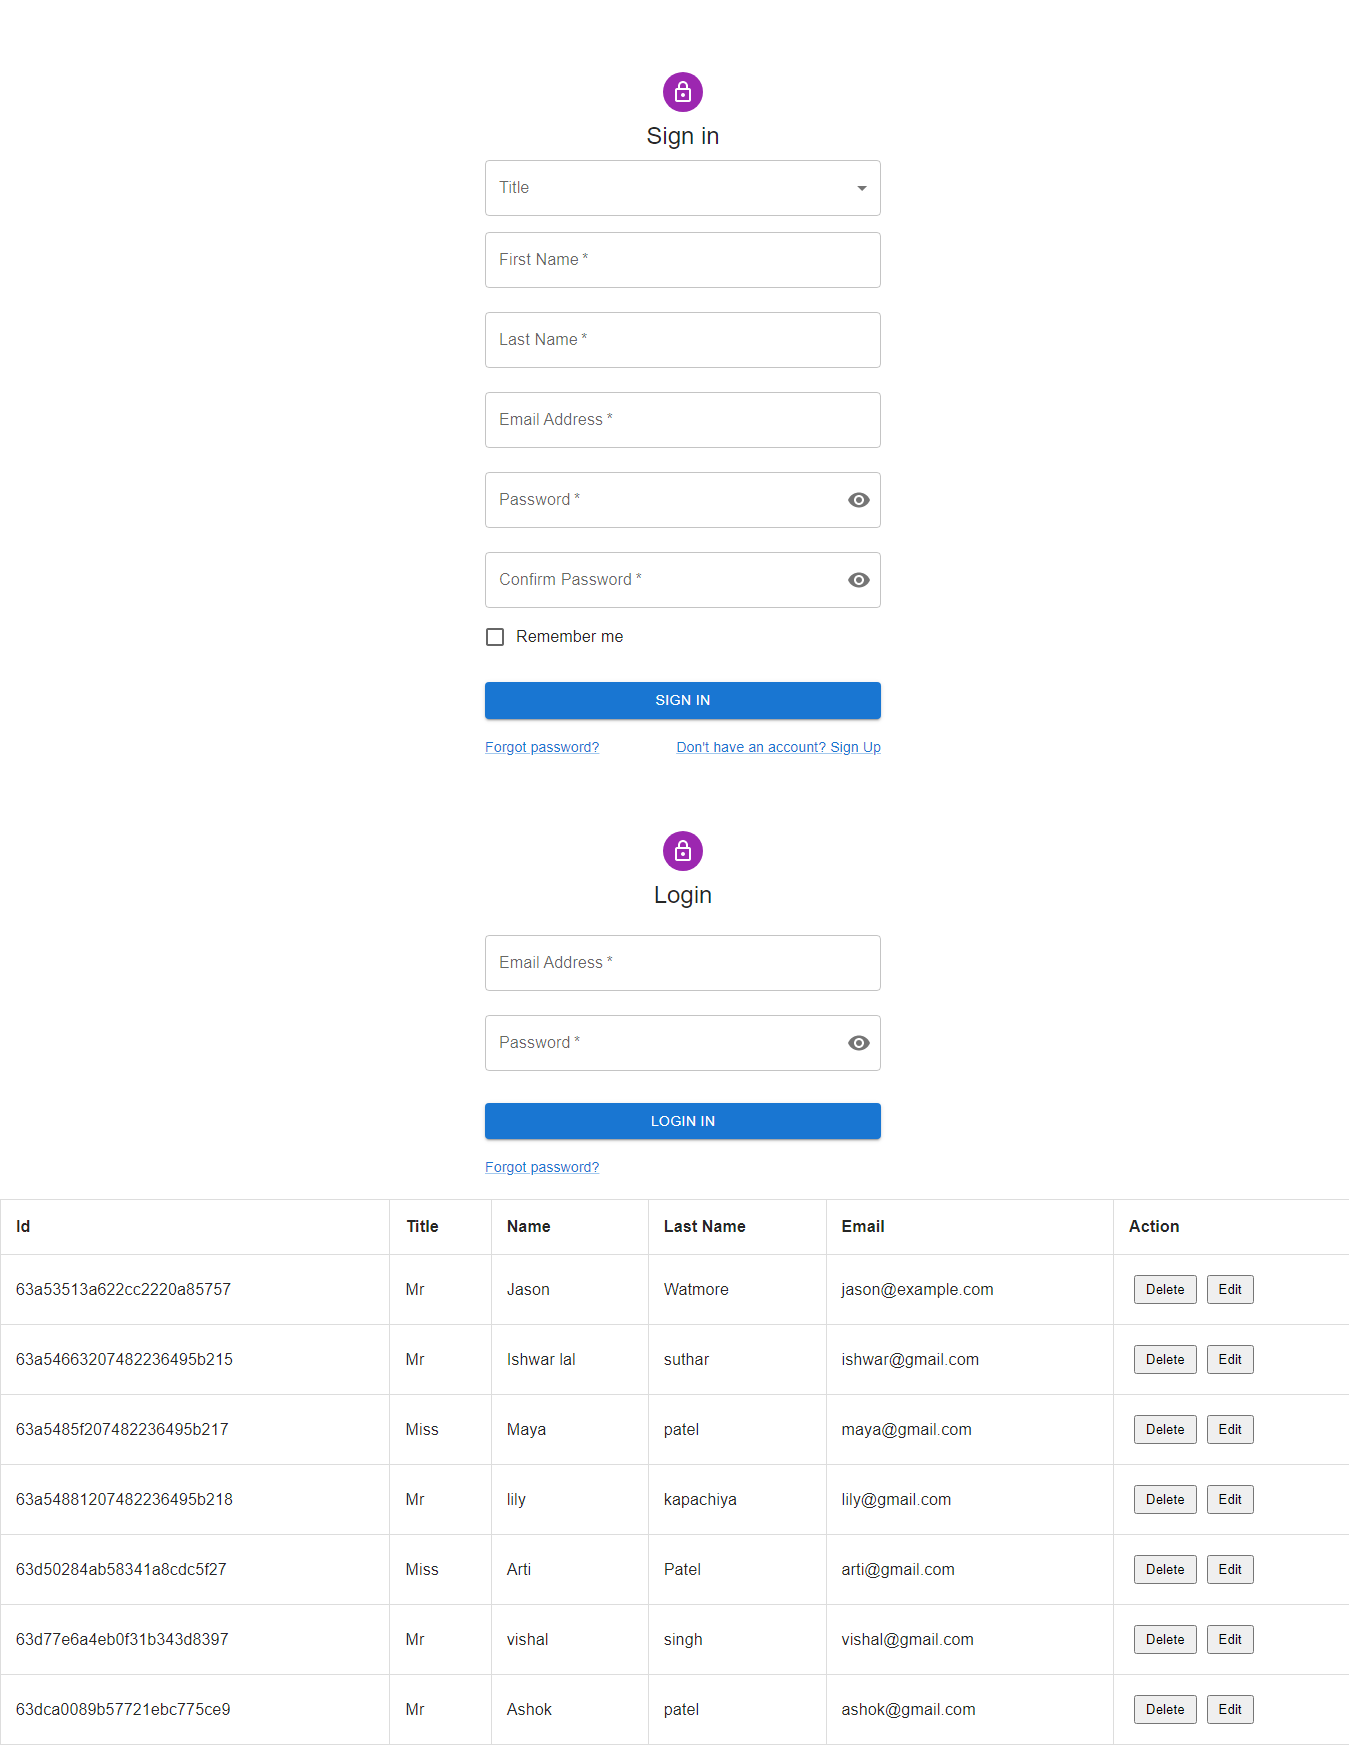 Sign in
Title
First Name *
Last Name *
Email Address *
Password *
Confirm Password *
Remember me
SIGN IN
Forgot password? Don't have an account? Sign Up
Login
Email Address *
Password *
LOGIN IN
Forgot password?
Id Title Name Last Name Email Action
63a53513a622cc2220a85757 Mr Jason Watmore jason@example.com Delete Edit
63a54663207482236495b215 Mr Ishwar lal suthar ishwar@gmail.com Delete Edit
63a5485f207482236495b217 Miss Maya patel maya@gmail.com Delete Edit
63a54881207482236495b218 Mr lily kapachiya lily@gmail.com Delete Edit
63d50284ab58341a8cdc5f27 Miss Arti Patel arti@gmail.com Delete Edit
63d77e6a4eb0f31b343d8397 Mr vishal singh vishal@gmail.com Delete Edit
63dca0089b57721ebc775ce9 Mr Ashok patel ashok@gmail.com Delete Edit